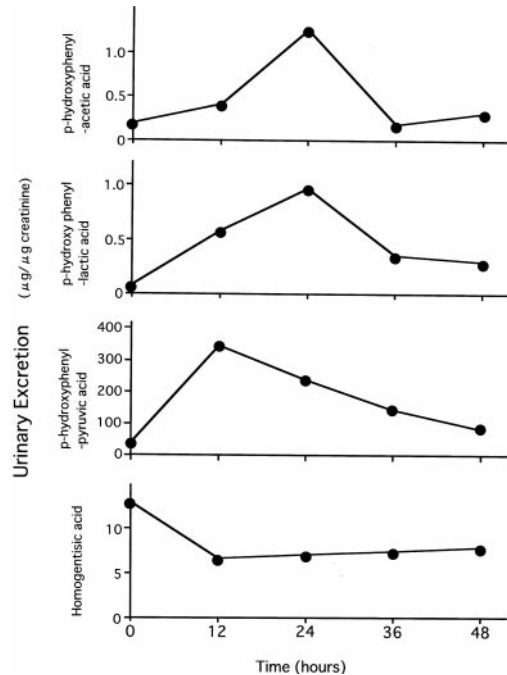 Urinary Excretion
(μg/μg creatinine)
p-hydroxyphenyl
-acetic acid
1.0
0.5
0
p-hydroxy phenyl
-lactic acid
1.0
0.5
0
p-hydroxyphenyl
-pyruvic acid
400
300
200
100
0
Homogentisic acid
10
5
0
0 12 24 36 48
Time (hours)